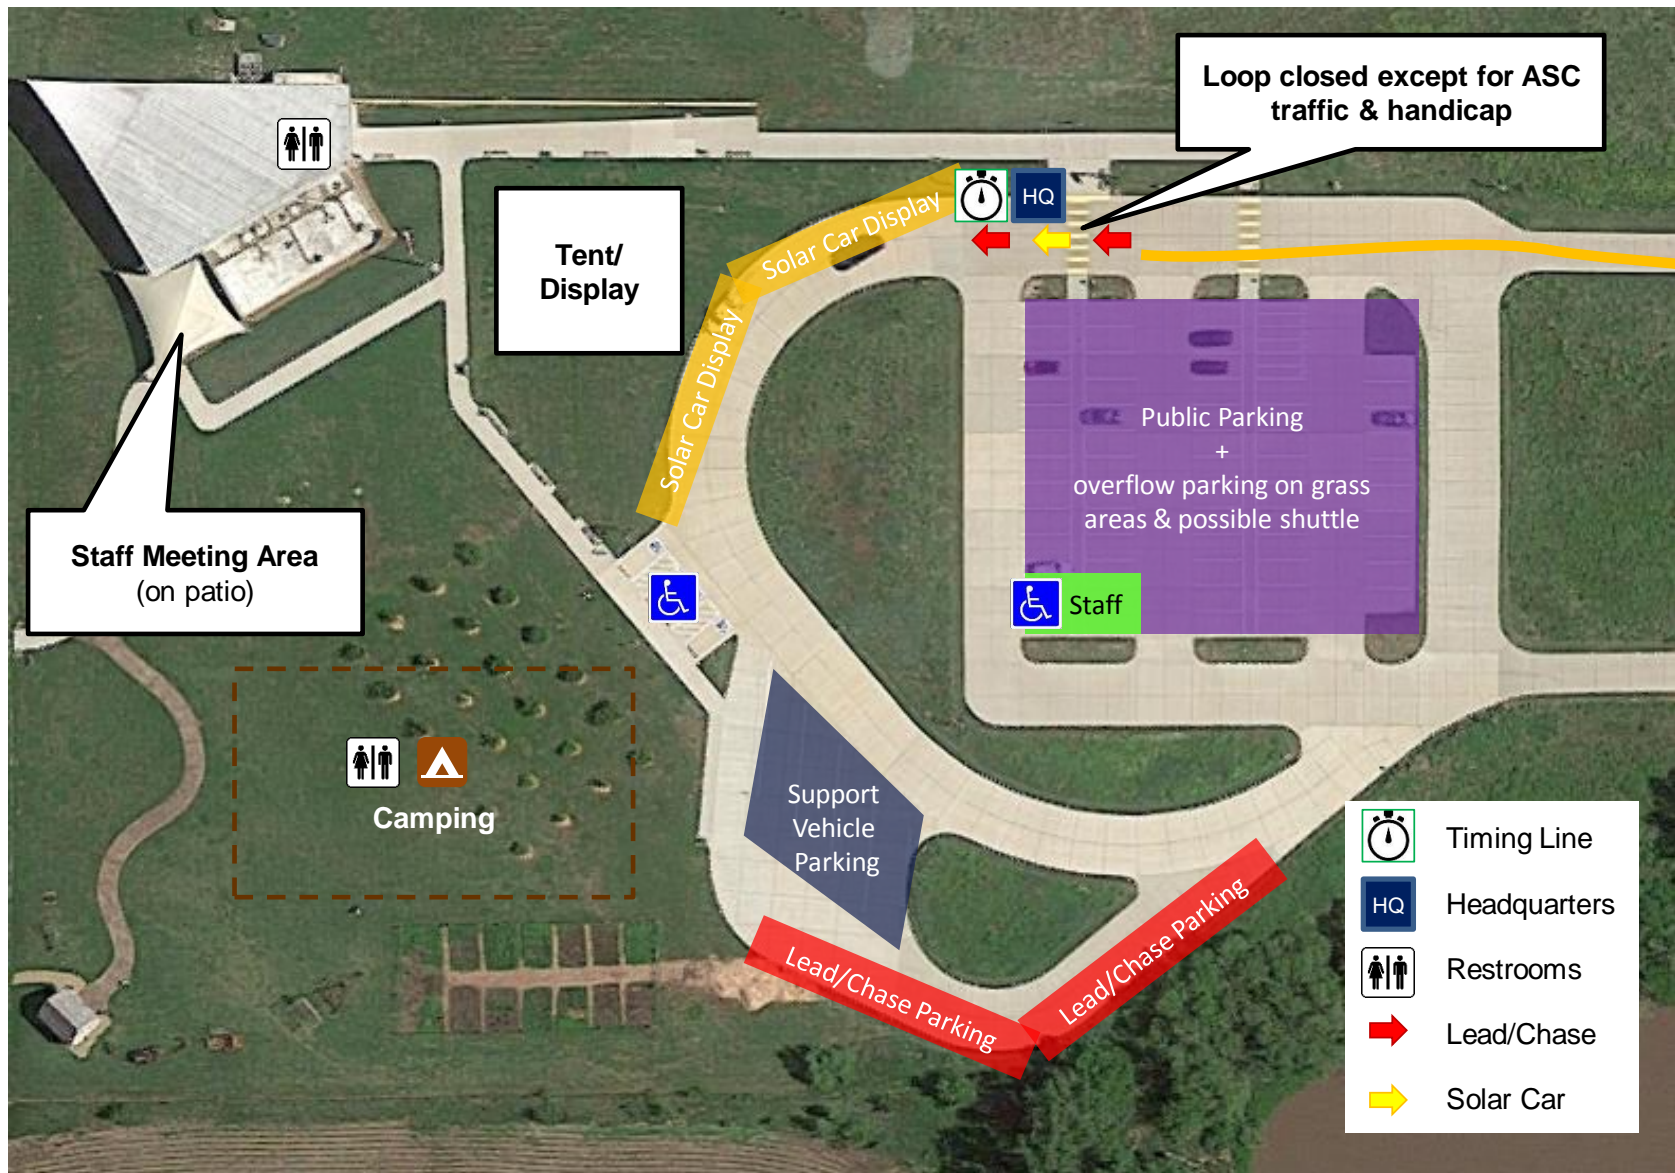 Loop closed except for ASC
traffic & handicap
HQ
Solar Car Display
Solar Car Display
Tent/
Display
Public Parking
+
overflow parking on grass
areas & possible shuttle
Staff
Staff Meeting Area
(on patio)
Camping
Support
Vehicle
Parking
Lead/Chase Parking
Lead/Chase Parking
Timing Line
HQ
Headquarters
Restrooms
Lead/Chase
Solar Car